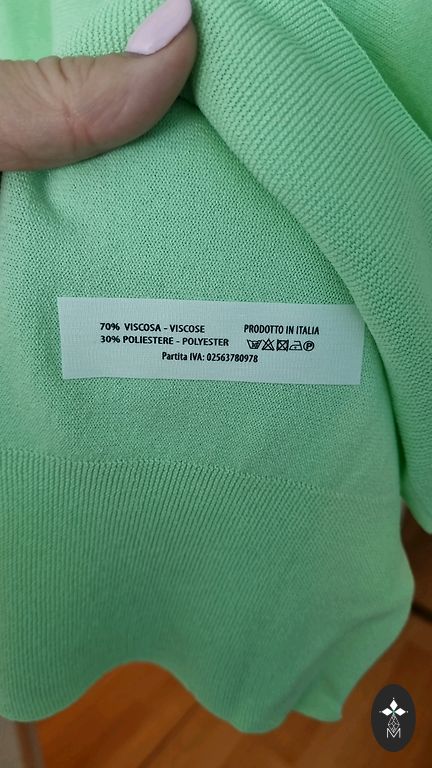 70% VISCOSA - VISCOSE
30% POLIESTERE - POLYESTER
PRODOTTO IN ITALIA
P
Partita IVA: 02563780978
M